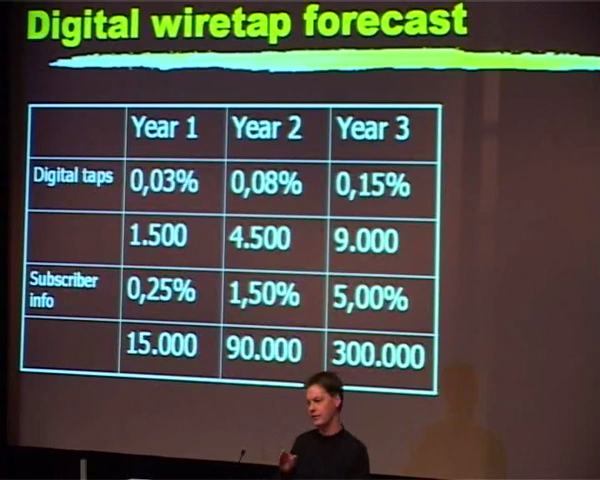 Digital wiretap forecast
Year 1 Year 2 Year 3
Digital taps 0,03% 0,08% 0,15%
1.500 4.500 9.000
Subscriber info 0,25% 1,50% 5,00%
15.000 90.000 300.000